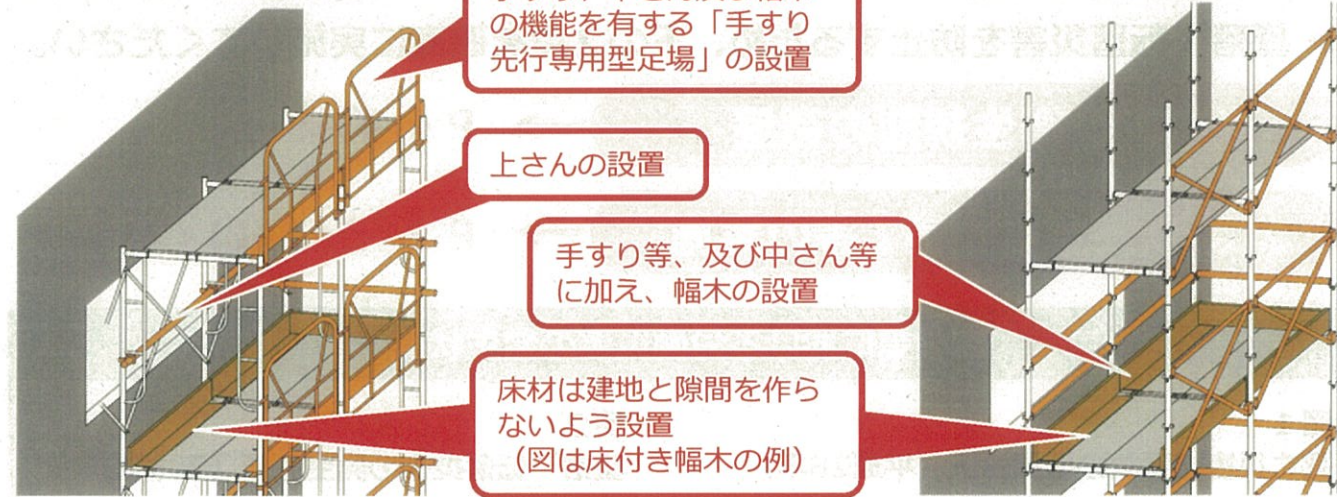 の機能を有する「手すり
先行専用型足場」の設置
上さんの設置
手すり等、及び中さん等
に加え、幅木の設置
床材は建地と隙間を作ら
ないよう設置
(図は床付き幅木の例)